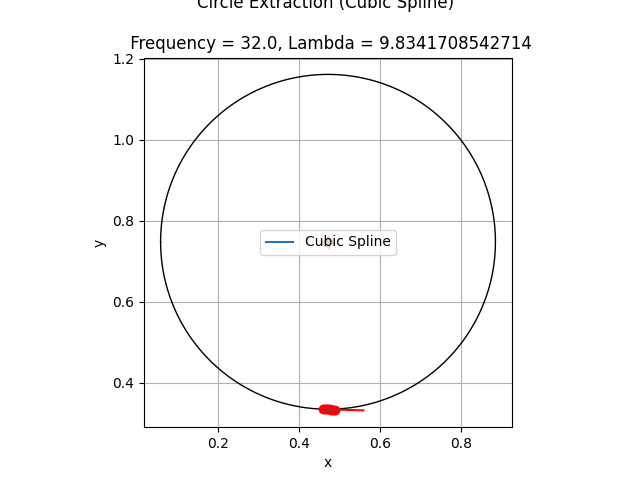 Circle Extraction (Cubic Spline)
Frequency = 32.0, Lambda = 9.8341708542714
1.2
1.0
0.8
0.6
0.4
y
Cubic Spline
0.2 0.4 0.6 0.8
x